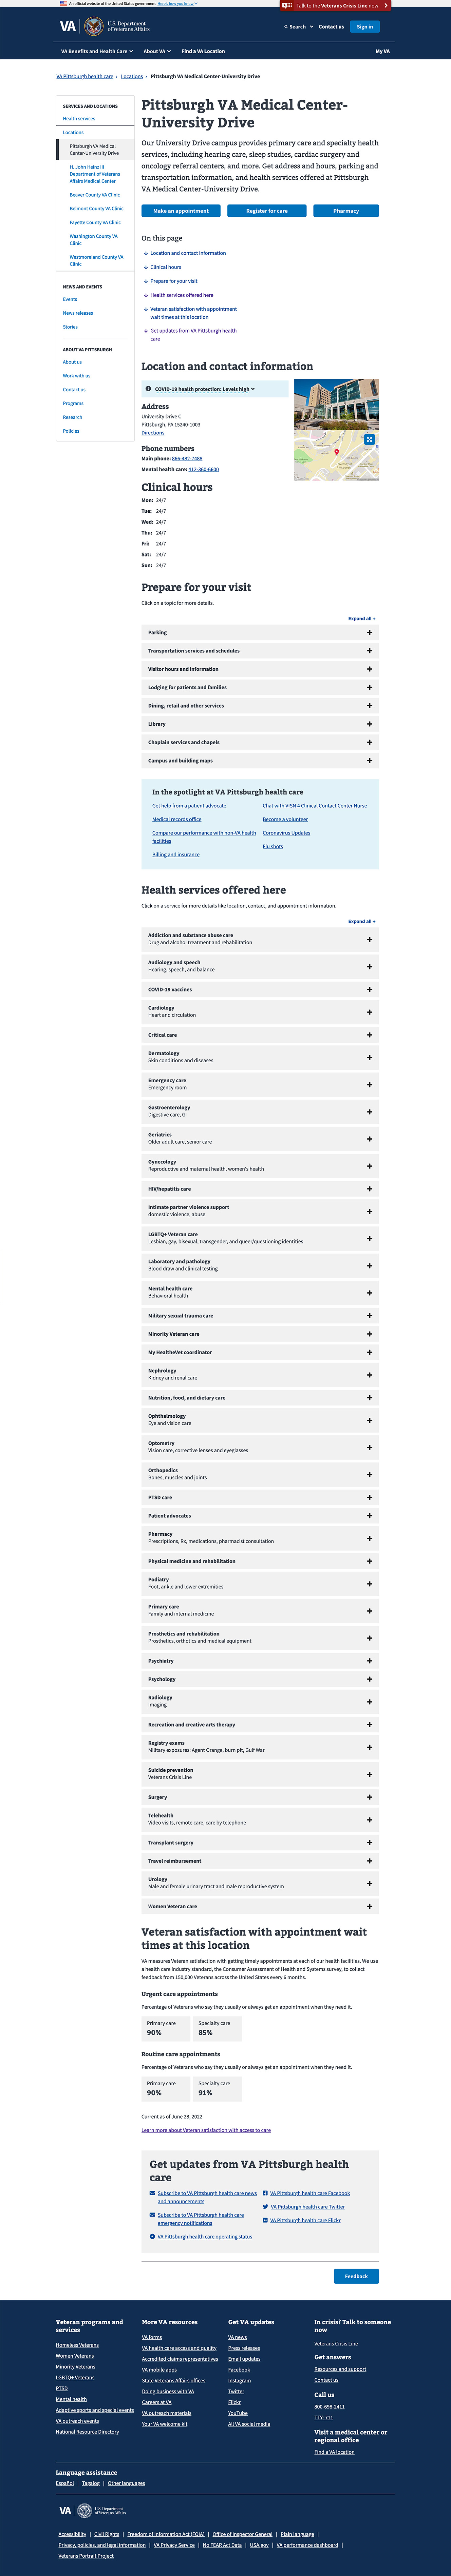 An official website of the United States government Here's how you know
Talk to the Veterans Crisis Line now
VA
U.S. Department
of Veterans Affairs
Search
Contact us
Sign in
VA Benefits and Health Care
About VA
Find a VA Location
My VA
VA Pittsburgh health care › Locations › Pittsburgh VA Medical Center-University Drive
SERVICES AND LOCATIONS
Health services
Locations
Pittsburgh VA Medical
Center-University Drive
H. John Heinz III
Department of Veterans
Affairs Medical Center
Beaver County VA Clinic
Belmont County VA Clinic
Fayette County VA Clinic
Washington County VA
Clinic
Westmoreland County VA
Clinic
NEWS AND EVENTS
Events
News releases
Stories
ABOUT VA PITTSBURGH
About us
Work with us
Contact us
Programs
Research
Policies
Pittsburgh VA Medical Center-
University Drive
Our University Drive campus provides primary care and specialty health
services, including hearing care, sleep studies, cardiac surgery and
oncology referral centers, and more. Get address and hours, parking and
transportation information, and health services offered at Pittsburgh
VA Medical Center-University Drive.
Make an appointment
Register for care
Pharmacy
On this page
Location and contact information
Clinical hours
Prepare for your visit
Health services offered here
Veteran satisfaction with appointment
wait times at this location
Get updates from VA Pittsburgh health
care
Location and contact information
COVID-19 health protection: Levels high
Address
University Drive C
Pittsburgh, PA 15240-1003
Directions
Phone numbers
Main phone: 866-482-7488
Mental health care: 412-360-6600
Clinical hours
Mon: 24/7
Tue: 24/7
Wed: 24/7
Thu: 24/7
Fri: 24/7
Sat: 24/7
Sun: 24/7
Prepare for your visit
Click on a topic for more details.
Expand all +
Parking
Transportation services and schedules
Visitor hours and information
Lodging for patients and families
Dining, retail and other services
Library
Chaplain services and chapels
Campus and building maps
In the spotlight at VA Pittsburgh health care
Get help from a patient advocate
Medical records office
Compare our performance with non-VA health
facilities
Billing and insurance
Chat with VISN 4 Clinical Contact Center Nurse
Become a volunteer
Coronavirus Updates
Flu shots
Health services offered here
Click on a service for more details like location, contact, and appointment information.
Expand all +
Addiction and substance abuse care
Drug and alcohol treatment and rehabilitation
Audiology and speech
Hearing, speech, and balance
COVID-19 vaccines
Cardiology
Heart and circulation
Critical care
Dermatology
Skin conditions and diseases
Emergency care
Emergency room
Gastroenterology
Digestive care, GI
Geriatrics
Older adult care, senior care
Gynecology
Reproductive and maternal health, women's health
HIV/hepatitis care
Intimate partner violence support
domestic violence, abuse
LGBTQ+ Veteran care
Lesbian, gay, bisexual, transgender, and queer/questioning identities
Laboratory and pathology
Blood draw and clinical testing
Mental health care
Behavioral health
Military sexual trauma care
Minority Veteran care
My HealtheVet coordinator
Nephrology
Kidney and renal care
Nutrition, food, and dietary care
Ophthalmology
Eye and vision care
Optometry
Vision care, corrective lenses and eyeglasses
Orthopedics
Bones, muscles and joints
PTSD care
Patient advocates
Pharmacy
Prescriptions, Rx, medications, pharmacist consultation
Physical medicine and rehabilitation
Podiatry
Foot, ankle and lower extremities
Primary care
Family and internal medicine
Prosthetics and rehabilitation
Prosthetics, orthotics and medical equipment
Psychiatry
Psychology
Radiology
Imaging
Recreation and creative arts therapy
Registry exams
Military exposures: Agent Orange, burn pit, Gulf War
Suicide prevention
Veterans Crisis Line
Surgery
Telehealth
Video visits, remote care, care by telephone
Transplant surgery
Travel reimbursement
Urology
Male and female urinary tract and male reproductive system
Women Veteran care
Veteran satisfaction with appointment wait
times at this location
VA measures Veteran satisfaction with getting timely appointments at each of our health facilities. We use
a health care industry standard, the Consumer Assessment of Health and Systems survey, to collect
feedback from 150,000 Veterans across the United States every 6 months.
Urgent care appointments
Percentage of Veterans who say they usually or always get an appointment when they need it.
Primary care
90%
Specialty care
85%
Routine care appointments
Percentage of Veterans who say they usually or always get an appointment when they need it.
Primary care
90%
Specialty care
91%
Current as of June 28, 2022
Learn more about Veteran satisfaction with access to care
Get updates from VA Pittsburgh health
care
Subscribe to VA Pittsburgh health care news
and announcements
Subscribe to VA Pittsburgh health care
emergency notifications
VA Pittsburgh health care operating status
VA Pittsburgh health care Facebook
VA Pittsburgh health care Twitter
VA Pittsburgh health care Flickr
Feedback
Veteran programs and
services
Homeless Veterans
Women Veterans
Minority Veterans
LGBTQ+ Veterans
PTSD
Mental health
Adaptive sports and special events
VA outreach events
National Resource Directory
More VA resources
VA forms
VA health care access and quality
Accredited claims representatives
VA mobile apps
State Veterans Affairs offices
Doing business with VA
Careers at VA
VA outreach materials
Your VA welcome kit
Get VA updates
VA news
Press releases
Email updates
Facebook
Instagram
Twitter
Flickr
YouTube
All VA social media
In crisis? Talk to someone
now
Veterans Crisis Line
Get answers
Resources and support
Contact us
Call us
800-698-2411
TTY: 711
Visit a medical center or
regional office
Find a VA location
Language assistance
Español | Tagalog | Other languages
VA
U.S. Department
of Veterans Affairs
Accessibility | Civil Rights | Freedom of Information Act (FOIA) | Office of Inspector General | Plain language |
Privacy, policies, and legal information | VA Privacy Service | No FEAR Act Data | USA.gov | VA performance dashboard |
Veterans Portrait Project